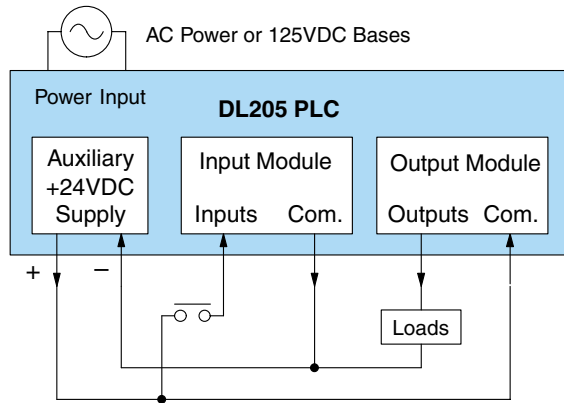 AC Power or 125VDC Bases
Power Input
DL205 PLC
Auxiliary
+24VDC
Supply
Input Module
Inputs Com.
Output Module
Outputs Com.
+ −
Loads